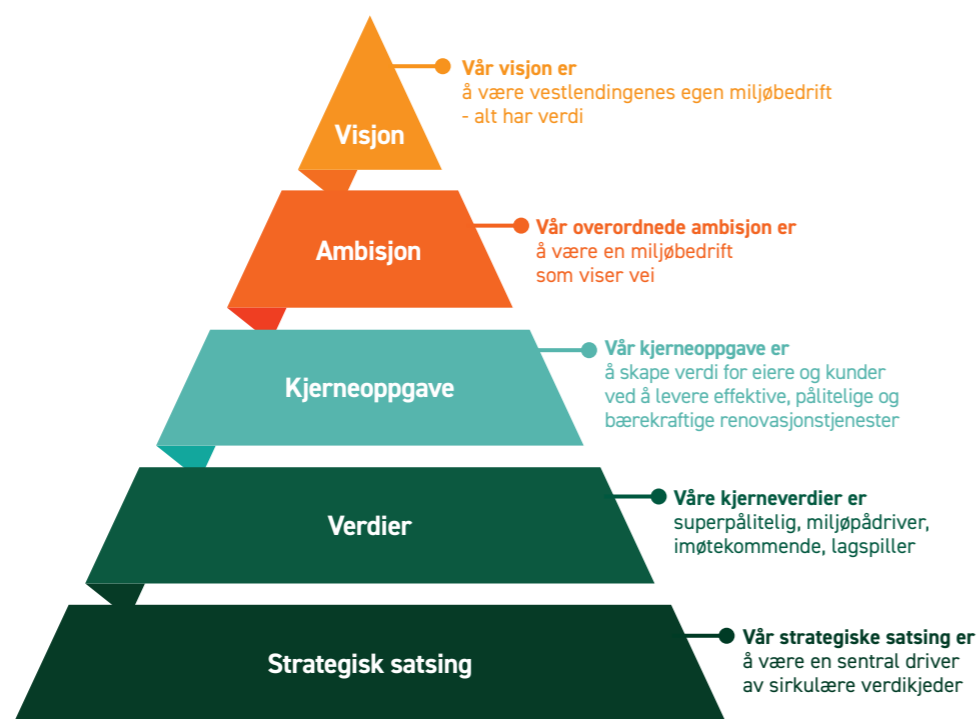 Visjon
Vår visjon er
å være vestlendingenes egen miljøbedrift
- alt har verdi
Ambisjon
Vår overordnede ambisjon er
å være en miljøbedrift
som viser vei
Kjerneoppgave
Vår kjerneoppgave er
å skape verdi for eiere og kunder
ved å levere effektive, pålitelige og
bærekraftige renovasjonstjenester
Verdier
Våre kjerneverdier er
superpålitelig, miljøpådriver,
imøtekommende, lagspiller
Strategisk satsing
Vår strategiske satsing er
å være en sentral driver
av sirkulære verdikjeder